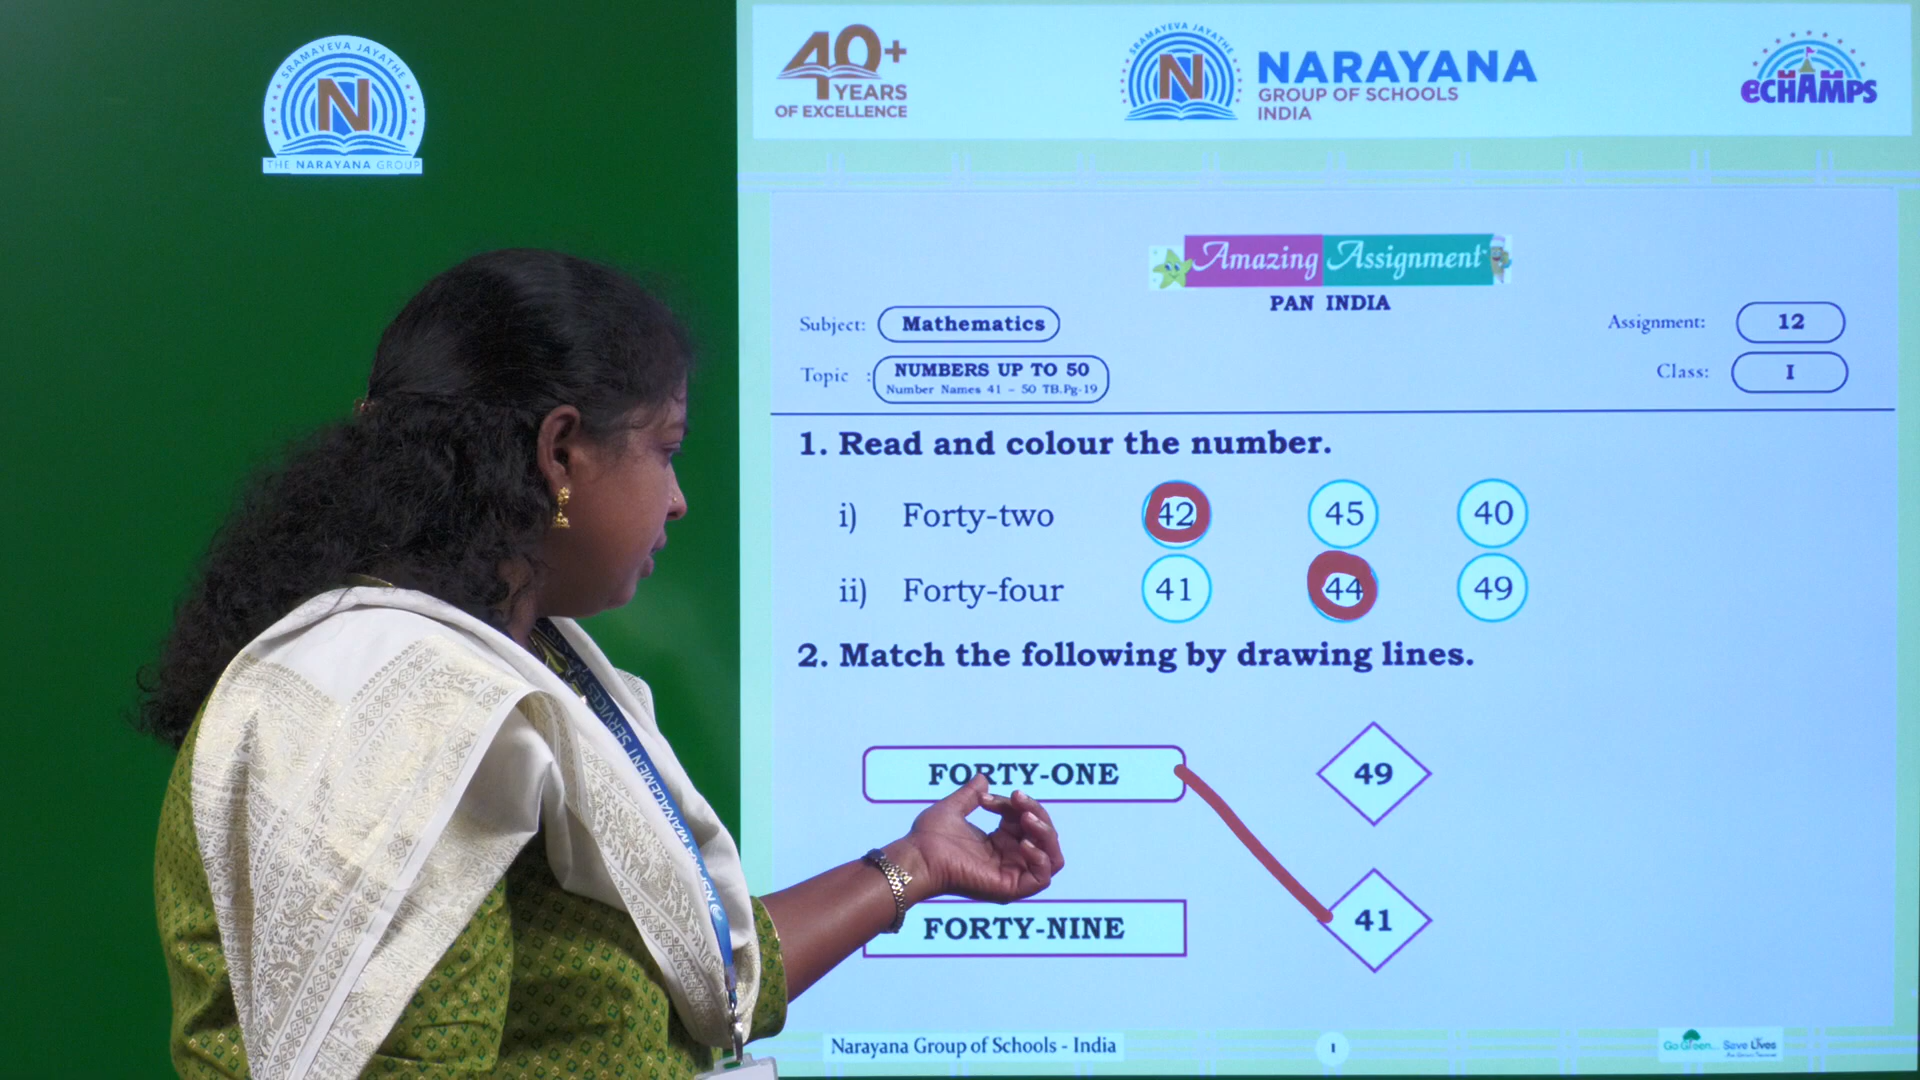 SRAMAYEVA JAYATHE
N
THE NARAYANA GROUP
40+
YEARS
OF EXCELLENCE
SRAMAYEVA JAYATHE
N
NARAYANA
GROUP OF SCHOOLS
INDIA
eCHAMPS
Amazing Assignment
PAN INDIA
Subject: Mathematics
Assignment: 12
Topic : NUMBERS UP TO 50
Number Names 41 - 50 TB.Pg-19
Class: I
1. Read and colour the number.
i) Forty-two 42 45 40
ii) Forty-four 41 44 49
2. Match the following by drawing lines.
FORTY-ONE 49
FORTY-NINE 41
MANAGEMENT SERVICES
Narayana Group of Schools - India
1
Go Green... Save Lives